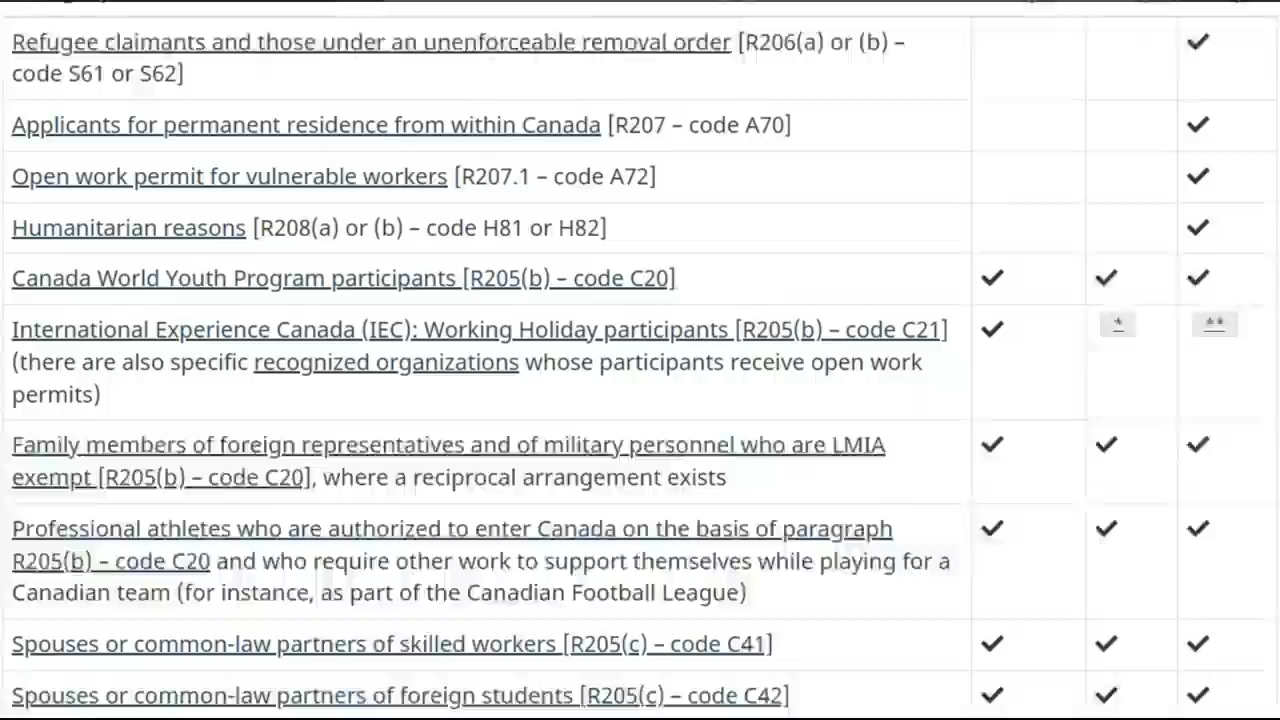 Refugee claimants and those under an unenforceable removal order [R206(a) or (b) –
code S61 or S62]
✓
Applicants for permanent residence from within Canada [R207 – code A70]
✓
Open work permit for vulnerable workers [R207.1 – code A72]
✓
Humanitarian reasons [R208(a) or (b) – code H81 or H82]
✓
Canada World Youth Program participants [R205(b) – code C20]
✓ ✓ ✓
International Experience Canada (IEC): Working Holiday participants [R205(b) – code C21]
(there are also specific recognized organizations whose participants receive open work
permits)
✓ * **
Family members of foreign representatives and of military personnel who are LMIA
exempt [R205(b) – code C20], where a reciprocal arrangement exists
✓ ✓ ✓
Professional athletes who are authorized to enter Canada on the basis of paragraph
R205(b) – code C20 and who require other work to support themselves while playing for a
Canadian team (for instance, as part of the Canadian Football League)
✓ ✓ ✓
Spouses or common-law partners of skilled workers [R205(c) – code C41]
✓ ✓ ✓
Spouses or common-law partners of foreign students [R205(c) – code C42]
✓ ✓ ✓